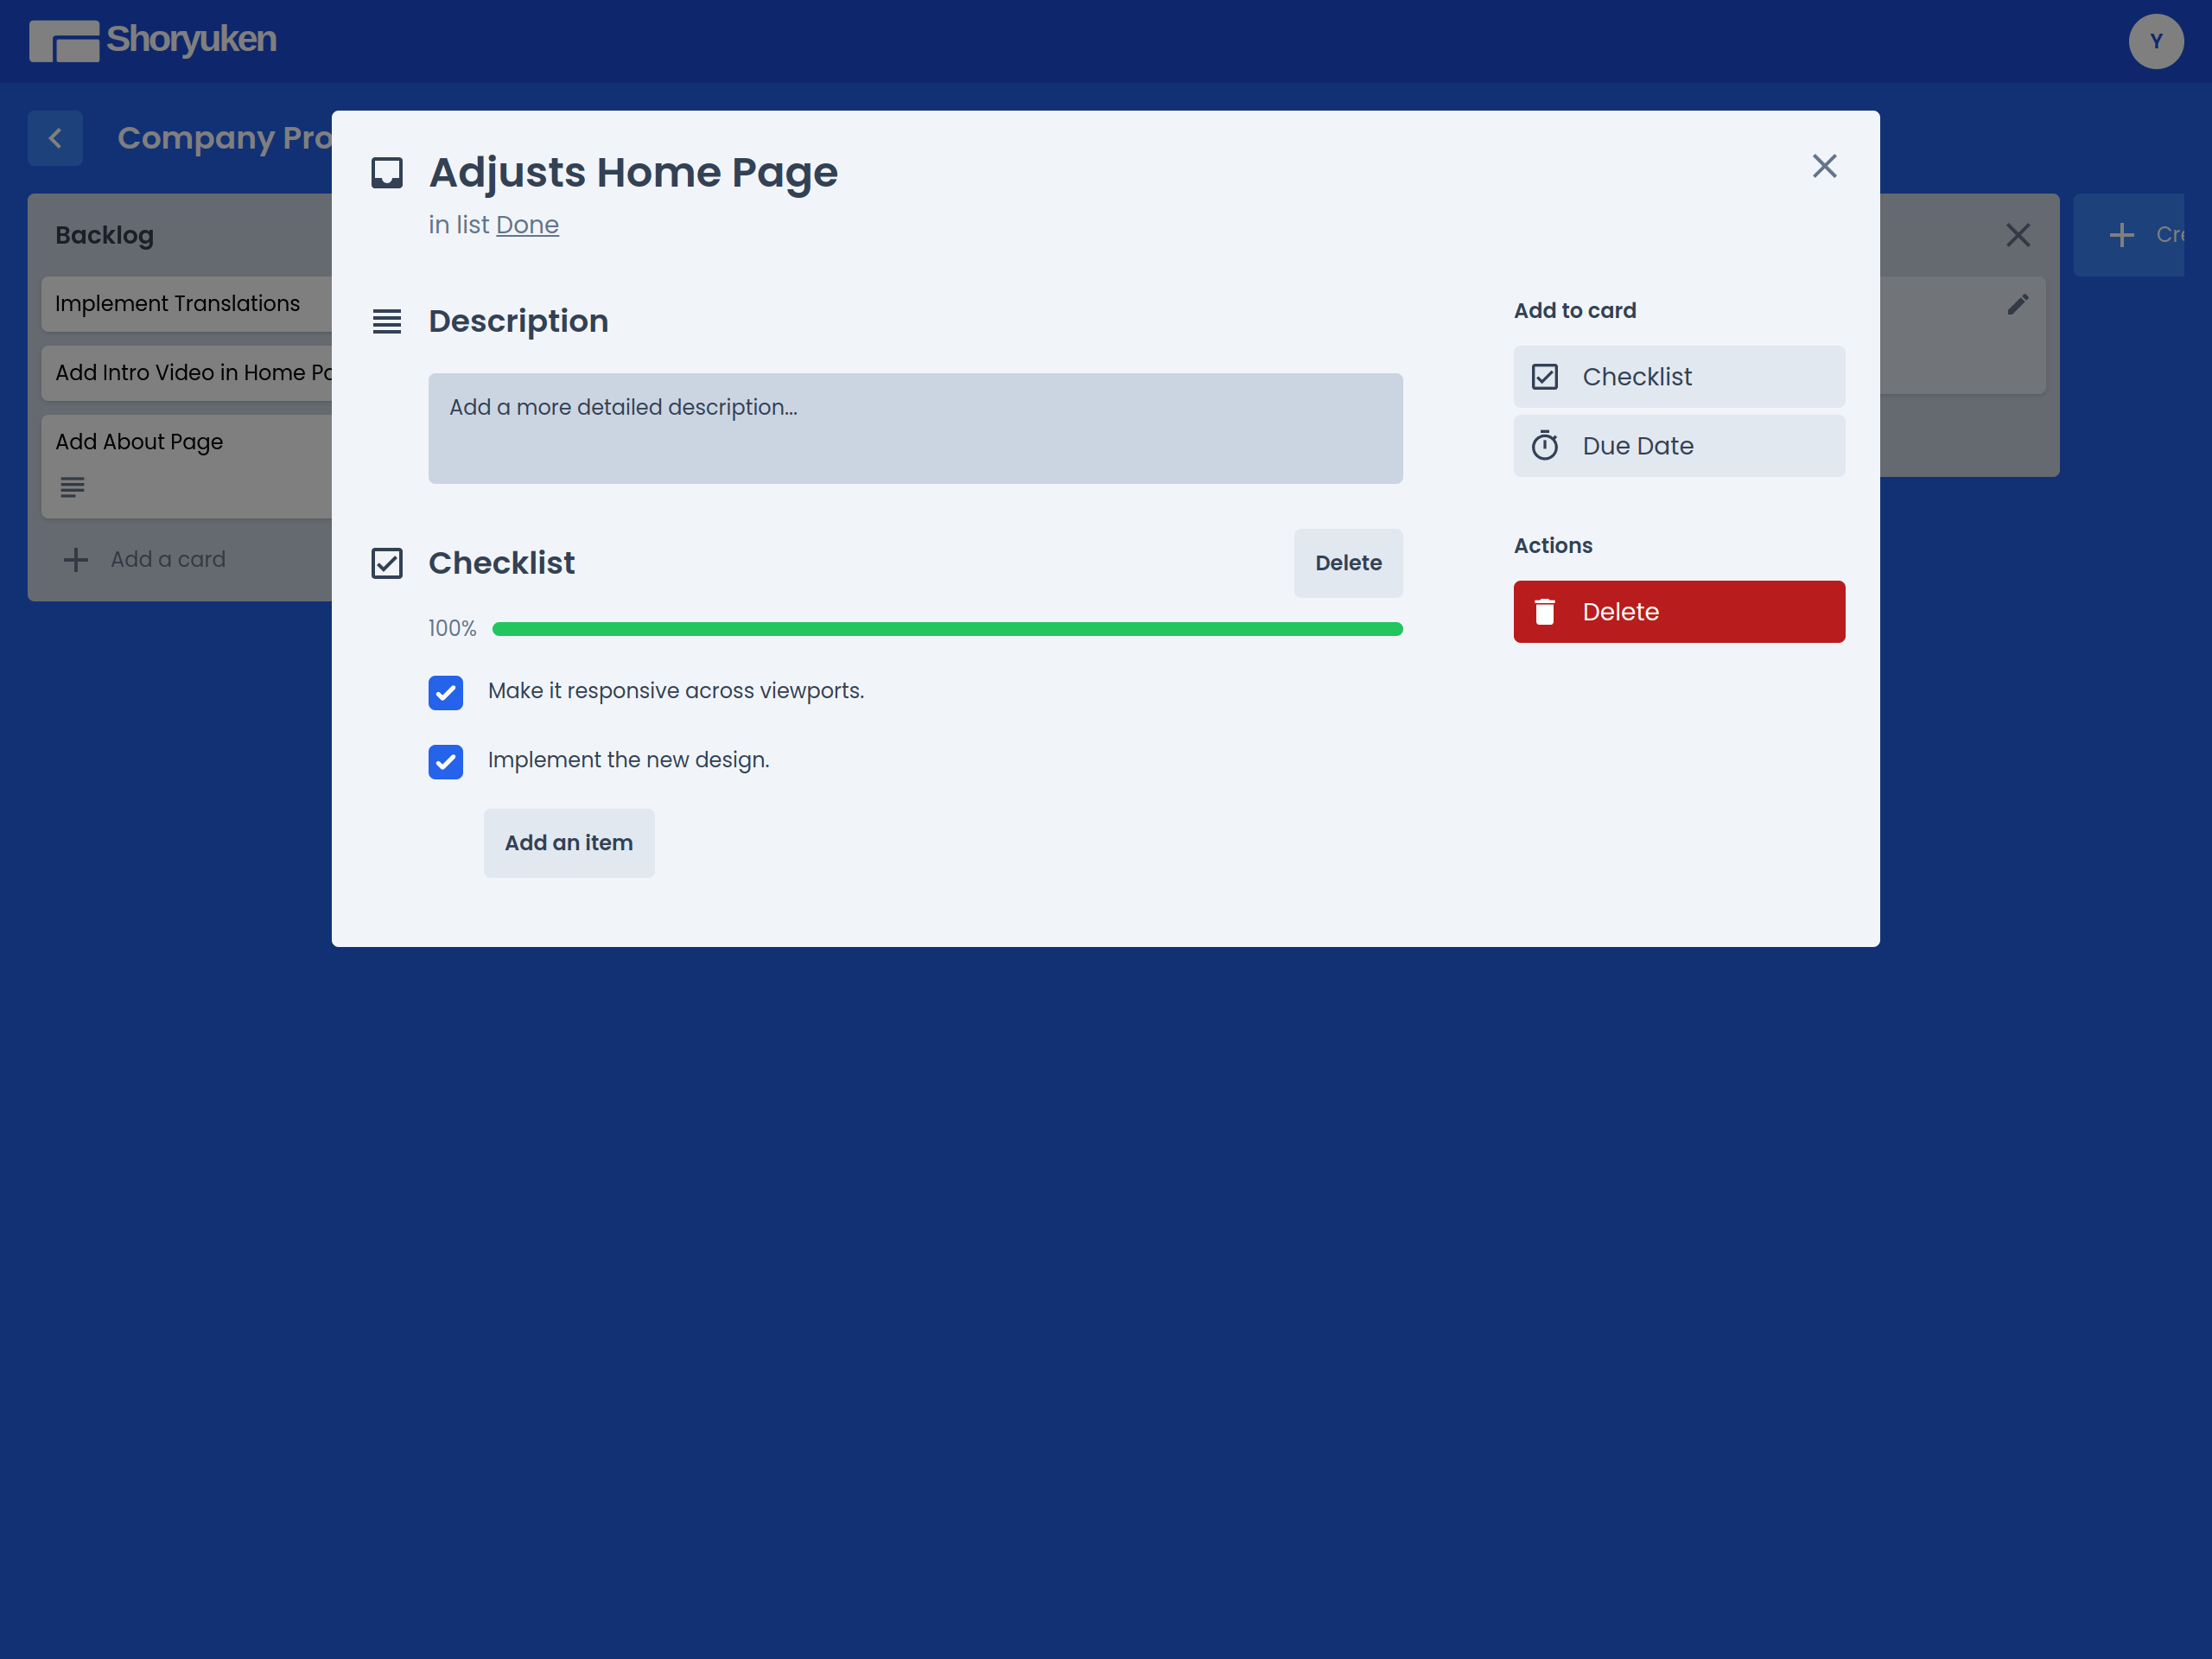 Shoryuken
Y
Company Pro
Backlog
Implement Translations
Add Intro Video in Home
Add About Page
Add a card
Adjusts Home Page
in list Done
Description
Add a more detailed description...
Checklist
Delete
100%
Make it responsive across viewports.
Implement the new design.
Add an item
Add to card
Checklist
Due Date
Actions
Delete